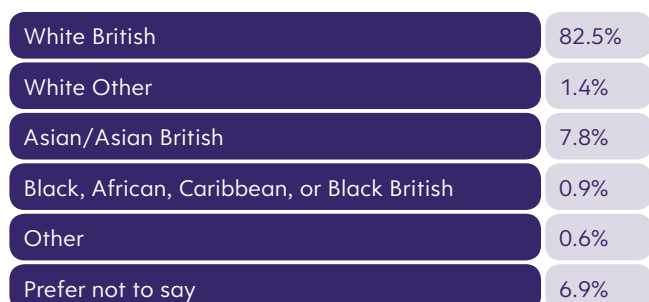 White British 82.5%
White Other 1.4%
Asian/Asian British 7.8%
Black, African, Caribbean, or Black British 0.9%
Other 0.6%
Prefer not to say 6.9%